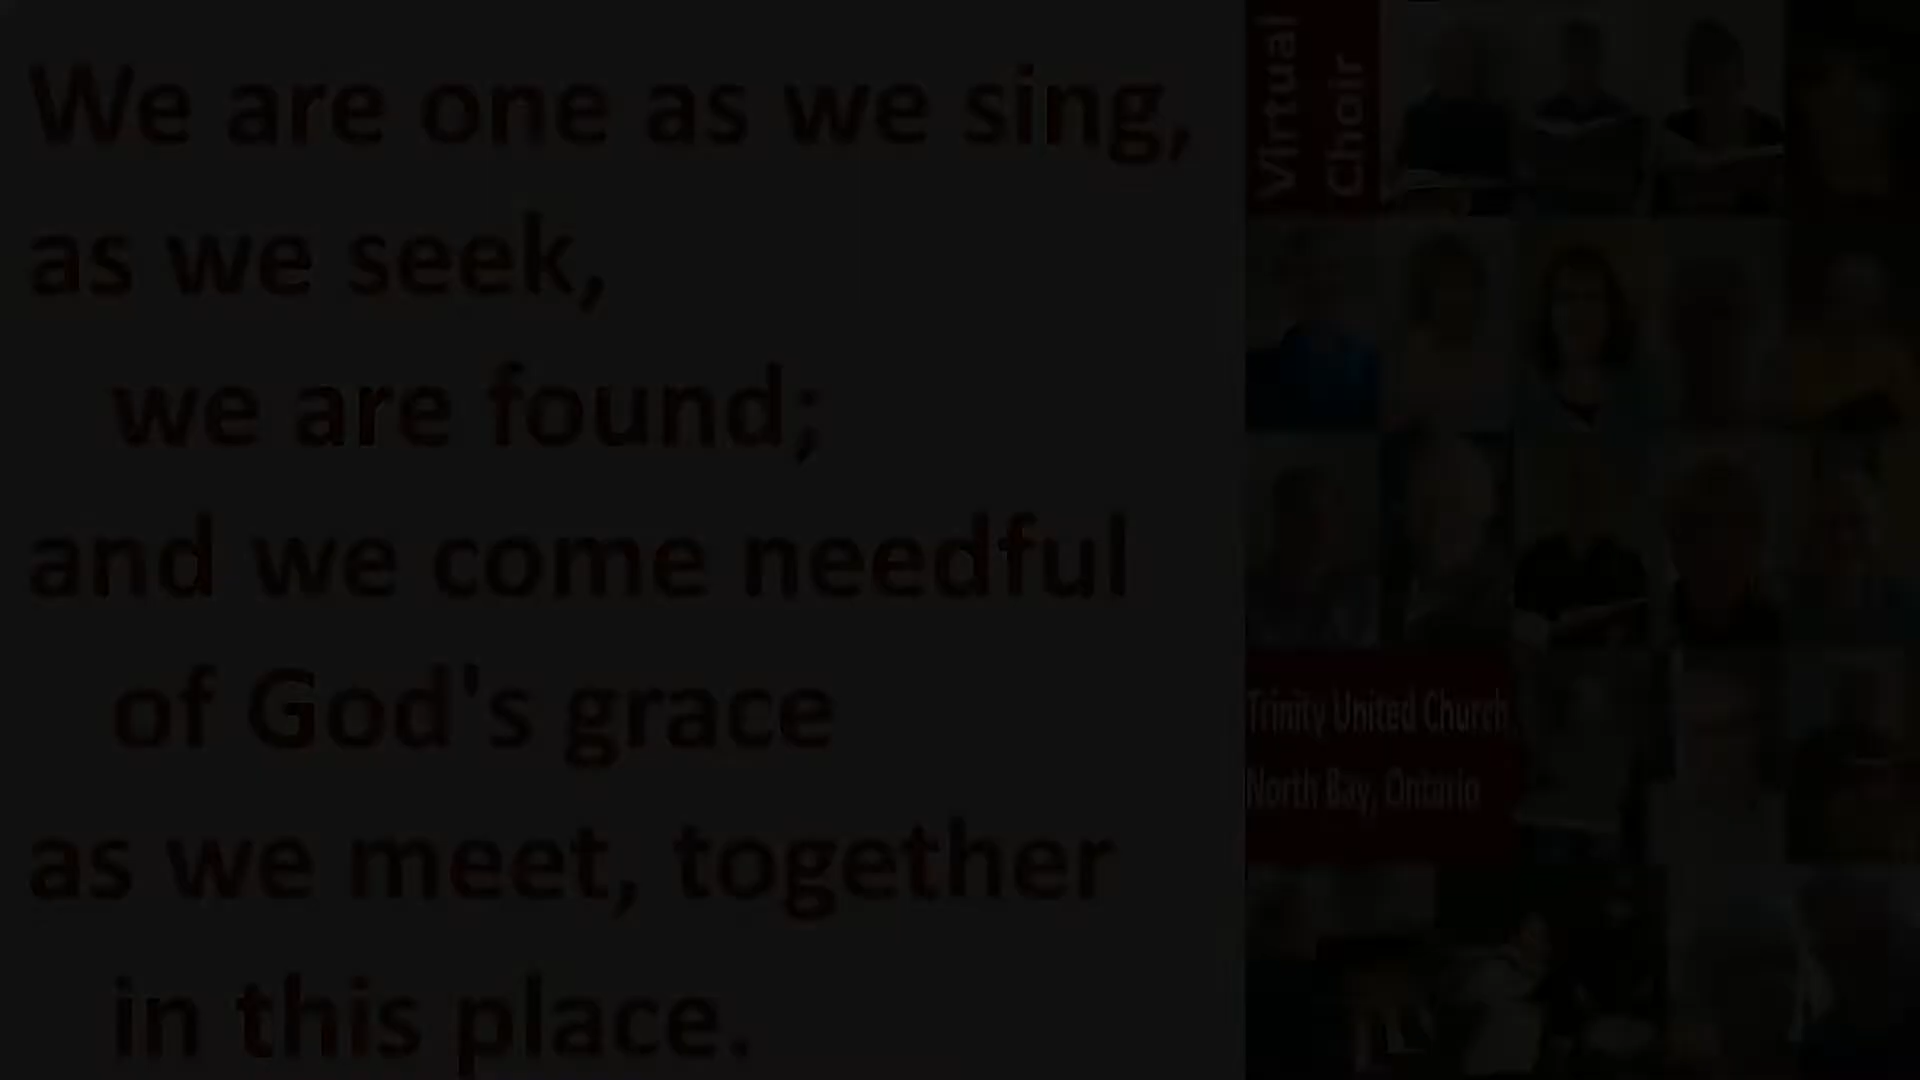 We are one as we sing,
as we seek,
we are found;
and we come needful
of God's grace
as we meet, together
in this place.
Virtual
Choir
Trinity United Church,
North Bay, Ontario